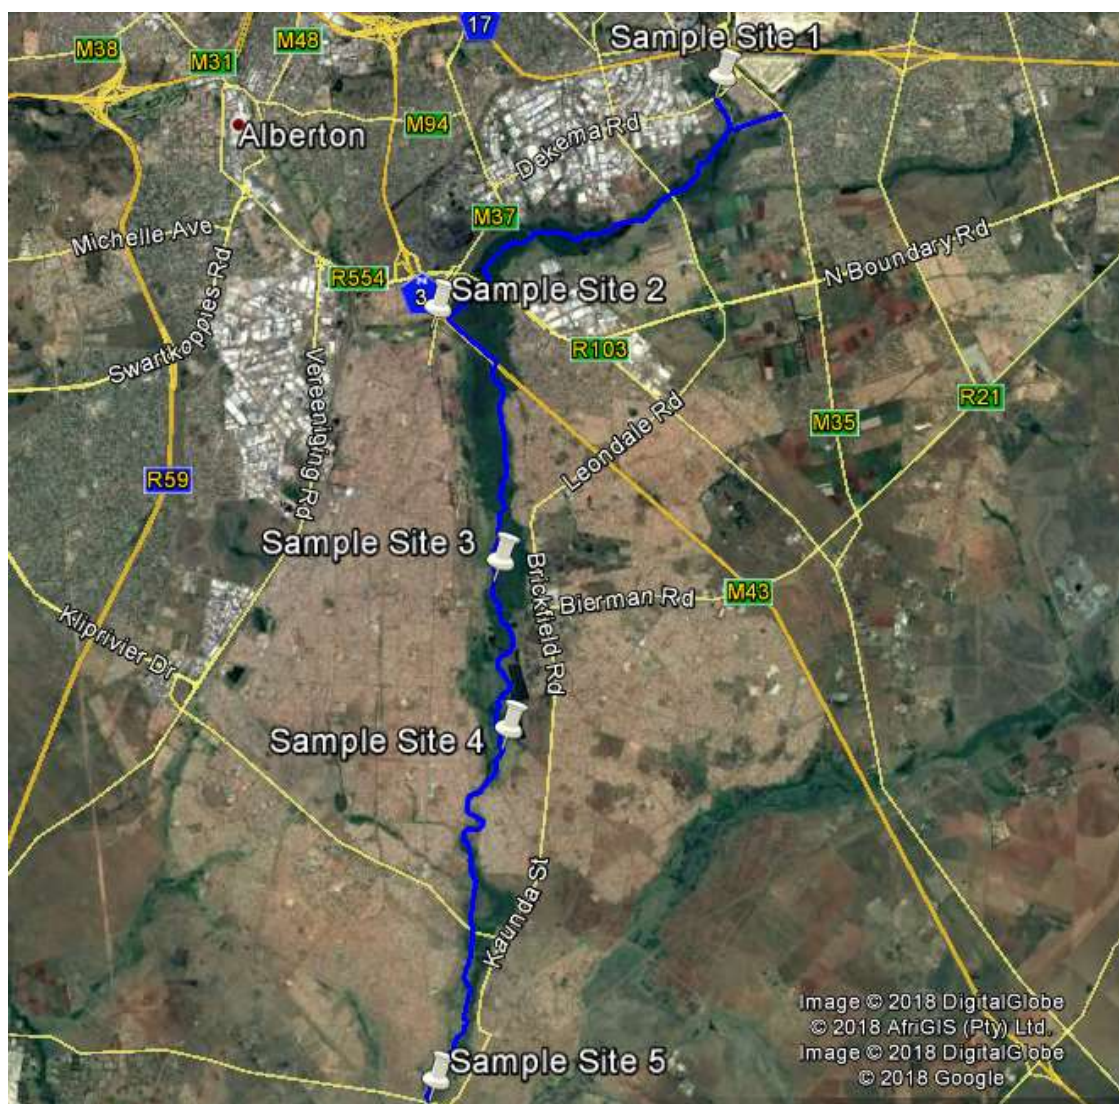 17
Sample Site 1
M38
M48
M31
Alberton
M94
Dekema Rd
M37
Michelle Ave
N Boundary Rd
R554
3
Sample Site 2
Swartkoppies Rd
R103
Vereeniging Rd
R21
M35
Leondale Rd
R59
Sample Site 3
Brickfield Rd
Bierman Rd
M43
Kliprivier Dr
Sample Site 4
Kaunda St
Image © 2018 DigitalGlobe
© 2018 AfriGIS (Pty) Ltd.
Image © 2018 DigitalGlobe
© 2018 Google
Sample Site 5